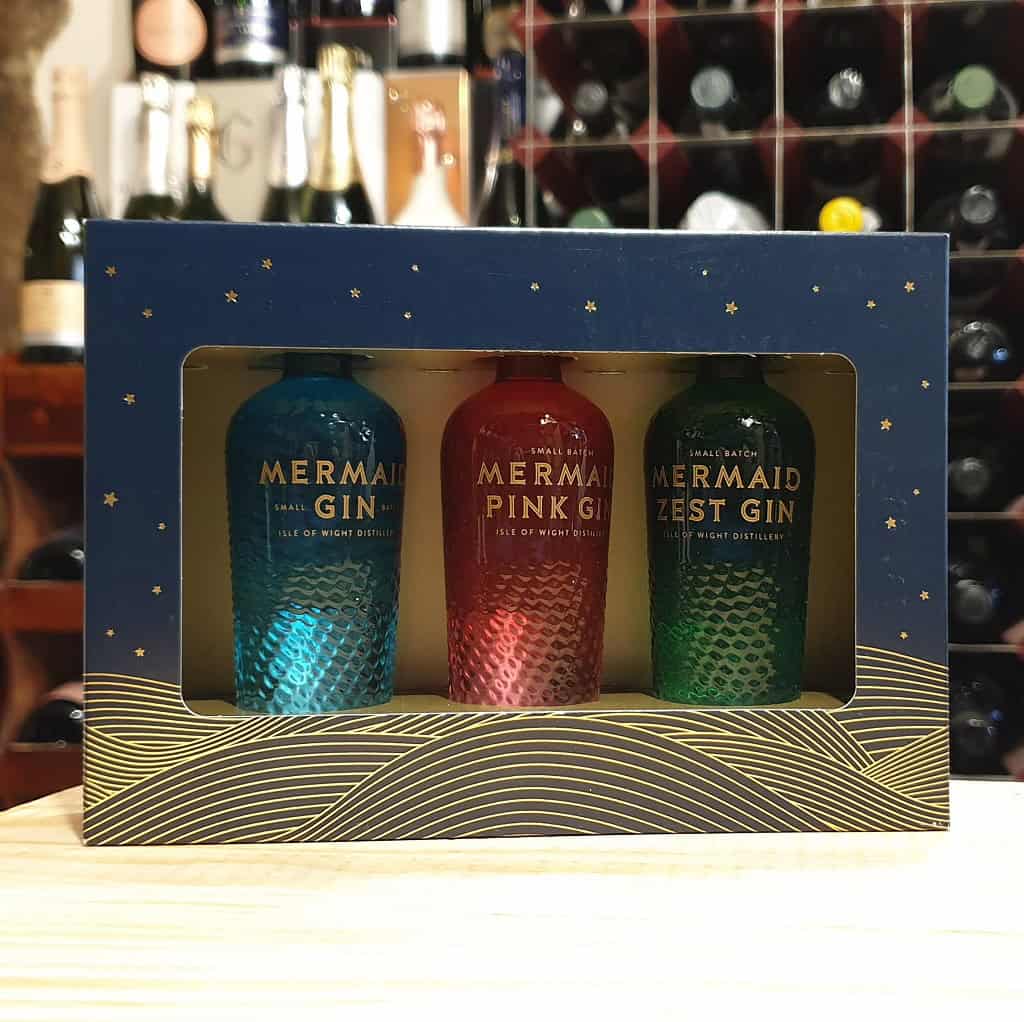 G
MERMAID
GIN
SMALL BAT
ISLE OF WIGHT DISTILLERY
SMALL BATCH
MERMAID
PINK GIN
ISLE OF WIGHT DISTILLERY
SMALL BATCH
MERMAID
ZEST GIN
ISLE OF WIGHT DISTILLERY